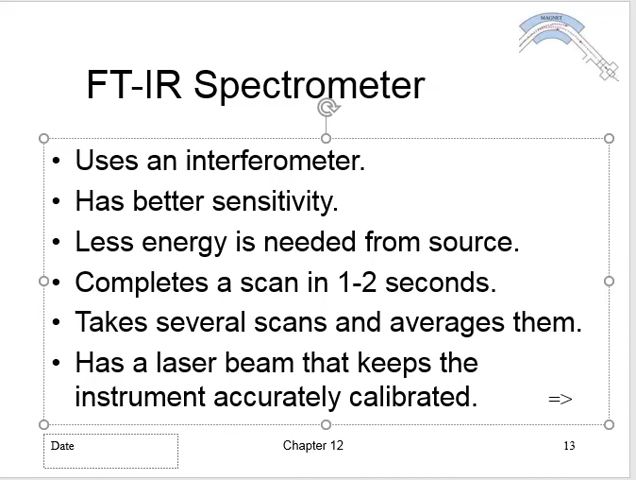 MAGNET
FT-IR Spectrometer
• Uses an interferometer.
• Has better sensitivity.
• Less energy is needed from source.
• Completes a scan in 1-2 seconds.
• Takes several scans and averages them.
• Has a laser beam that keeps the
instrument accurately calibrated. =>
Date Chapter 12 13